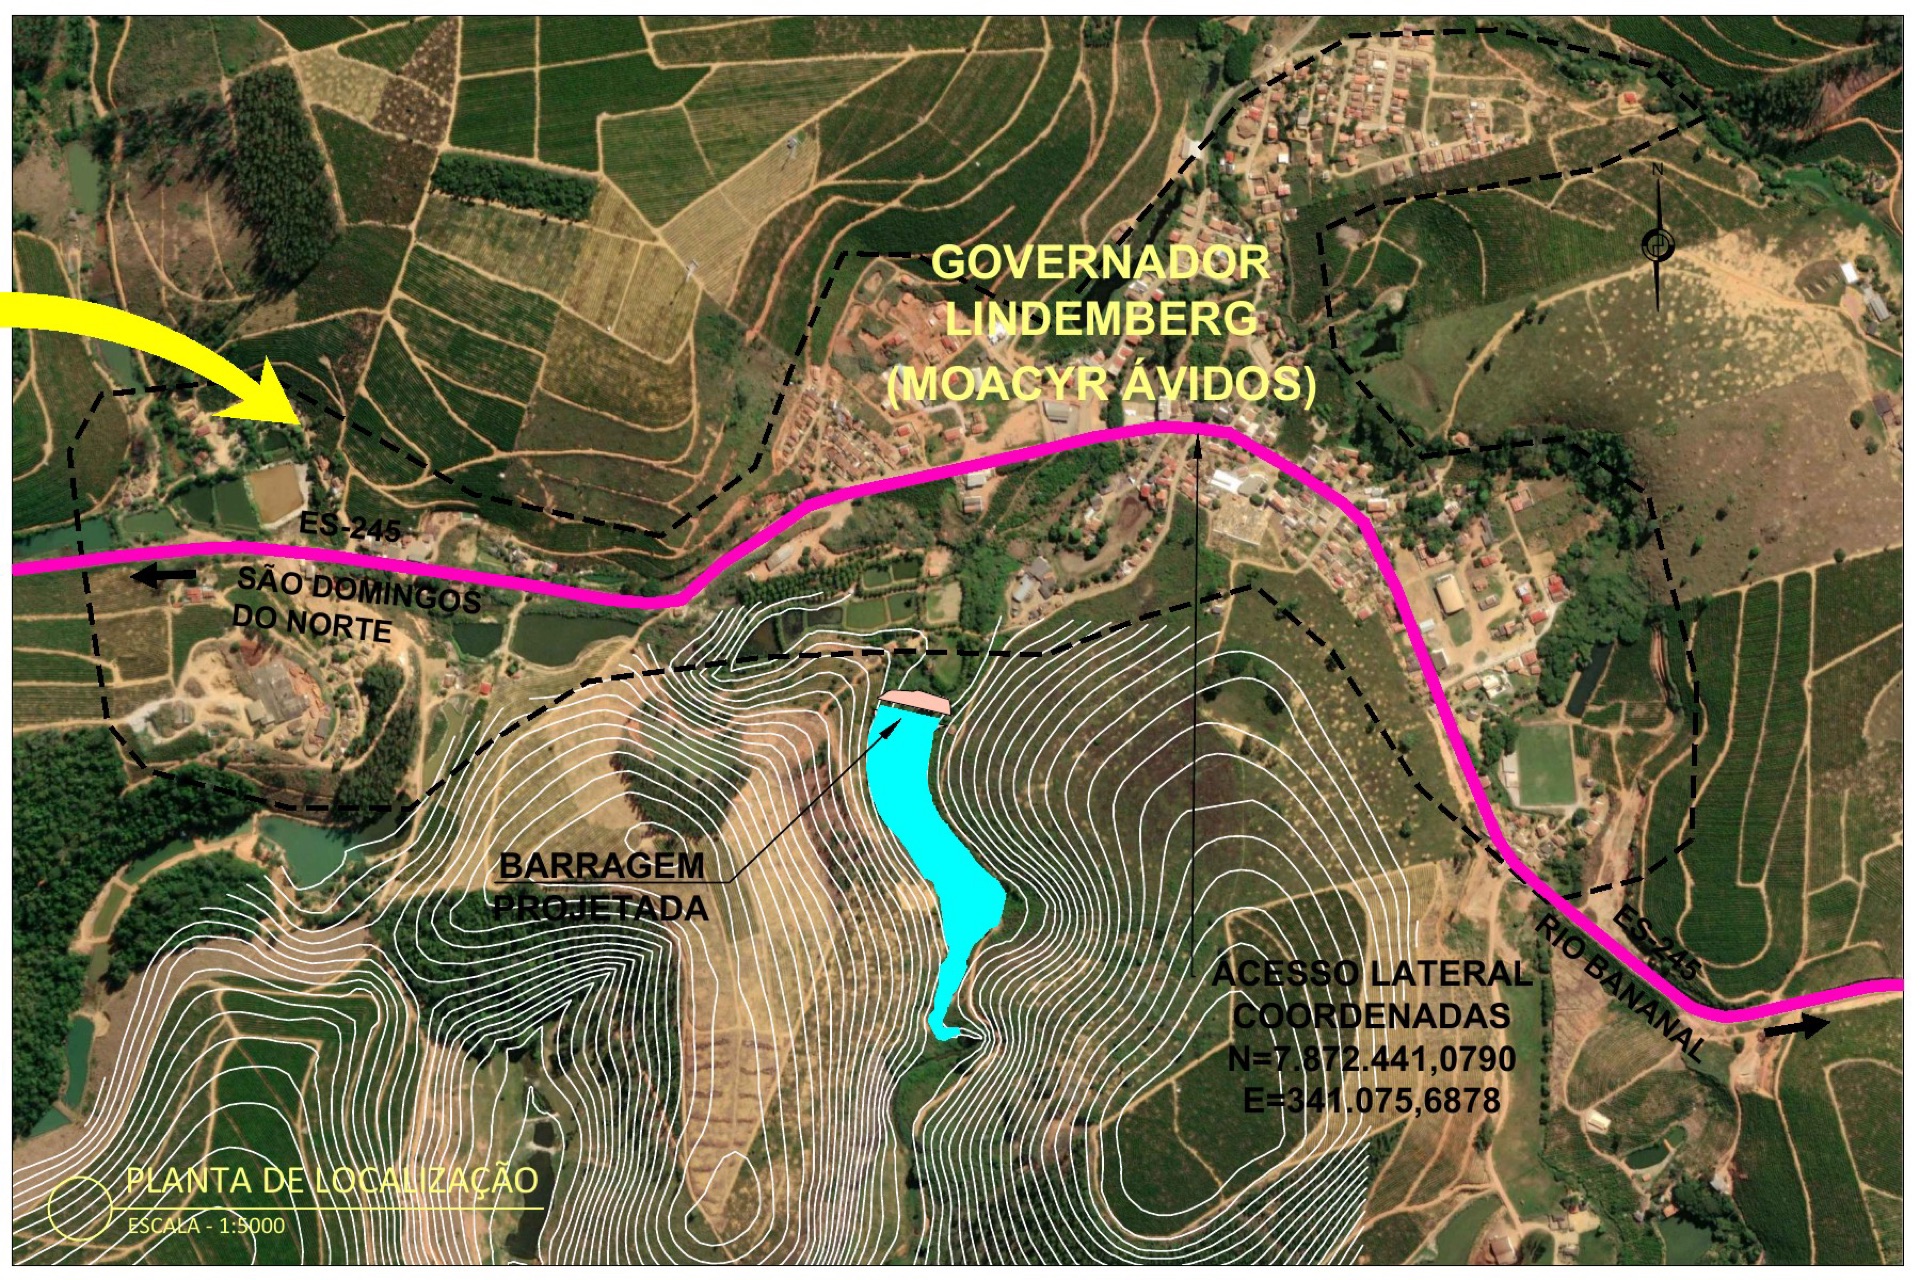 N
GOVERNADOR
LINDEMBERG
(MOACYR ÁVIDOS)
ES-245
SÃO DOMINGOS
DO NORTE
BARRAGEM
PROJETADA
ES-245
RIO BANANAL
ACESSO LATERAL
COORDENADAS
N=7.872.441,0790
E=341.075,6878
PLANTA DE LOCALIZAÇÃO
ESCALA - 1:5000